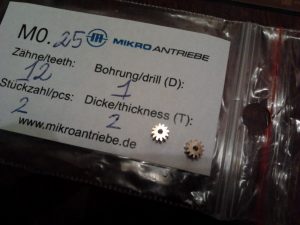 M0.25 MIKROANTRIEBE
Zähne/teeth: Bohrung/drill (D):
12 1
Stückzahl/pcs: Dicke/thickness (T):
2 2
www.mikroantriebe.de